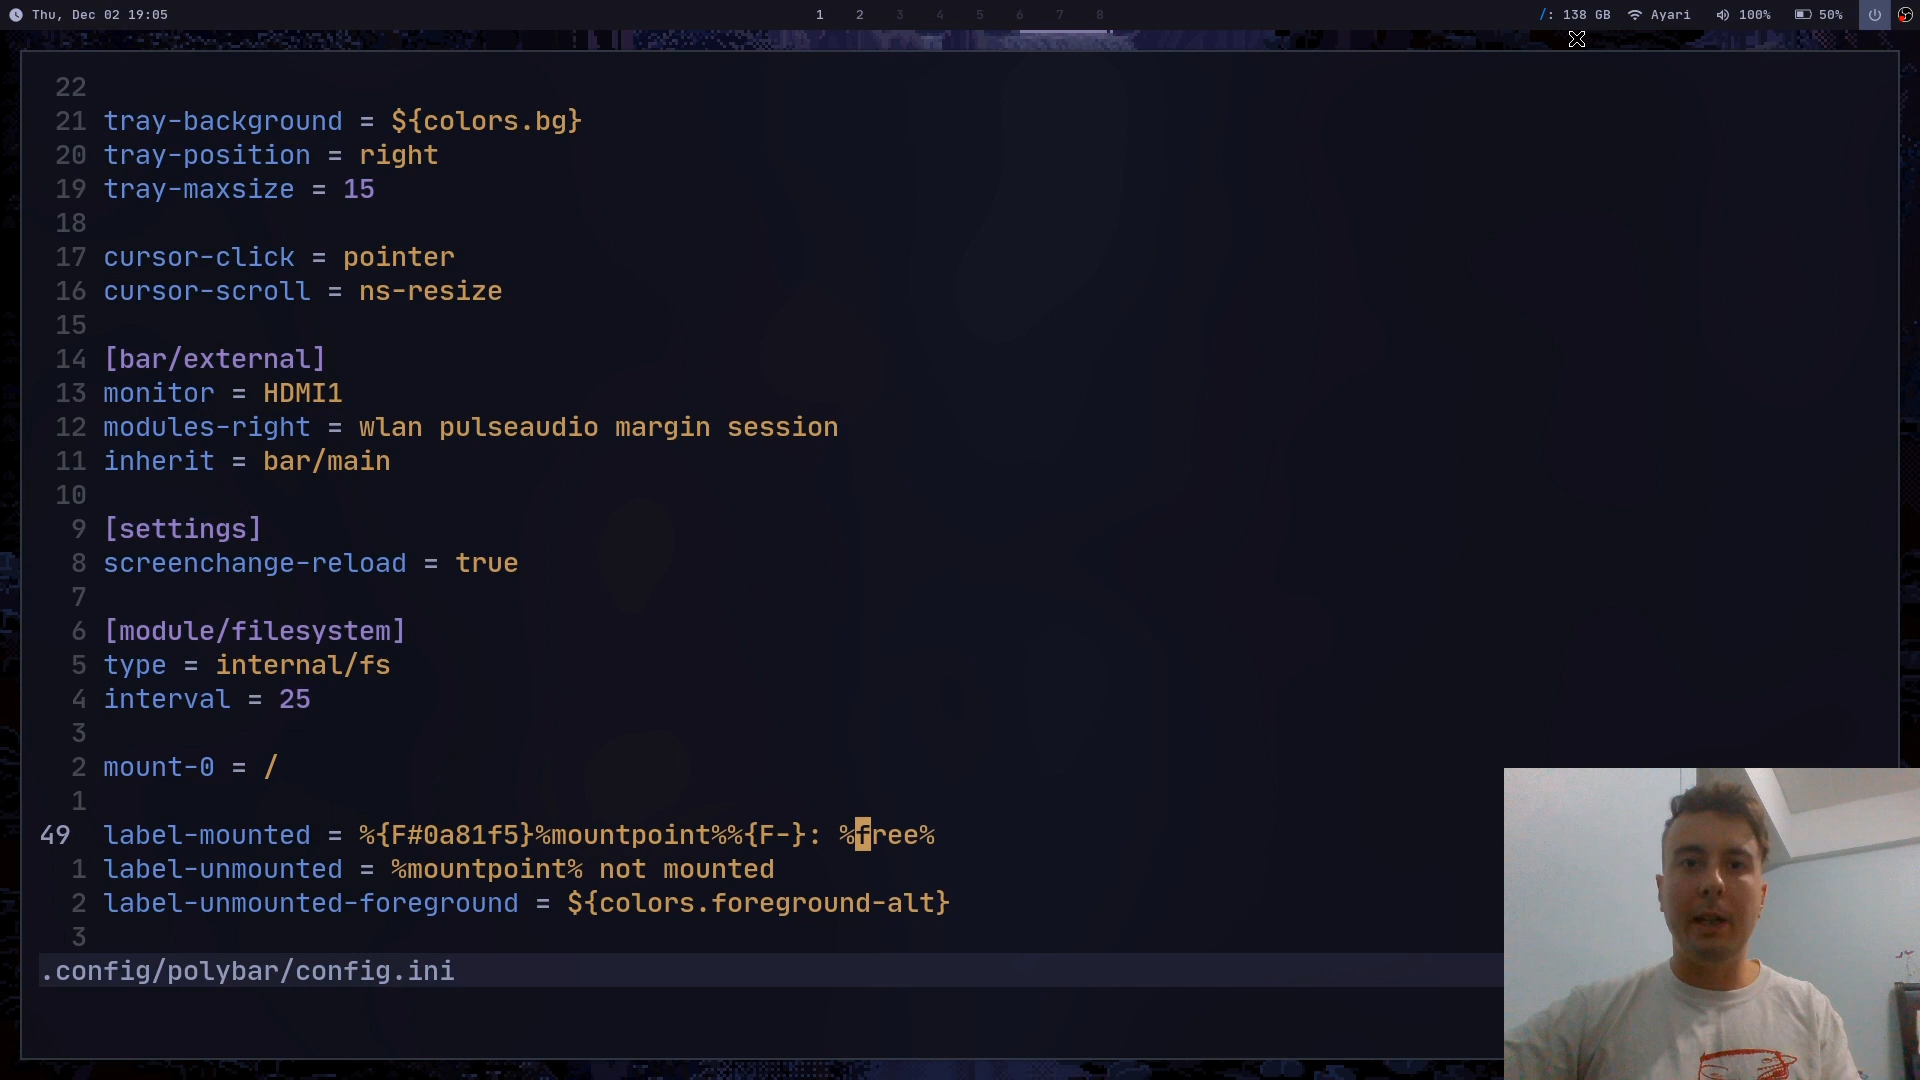 Thu, Dec 02 19:05
1 2 3 4 5 6 7 8
/: 138 GB Ayari 100% 50%
22
21 tray-background = ${colors.bg}
20 tray-position = right
19 tray-maxsize = 15
18
17 cursor-click = pointer
16 cursor-scroll = ns-resize
15
14 [bar/external]
13 monitor = HDMI1
12 modules-right = wlan pulseaudio margin session
11 inherit = bar/main
10
9 [settings]
8 screenchange-reload = true
7
6 [module/filesystem]
5 type = internal/fs
4 interval = 25
3
2 mount-0 = /
1
49 label-mounted = %{F#0a81f5}%mountpoint%%{F-}: %free%
1 label-unmounted = %mountpoint% not mounted
2 label-unmounted-foreground = ${colors.foreground-alt}
3
.config/polybar/config.ini